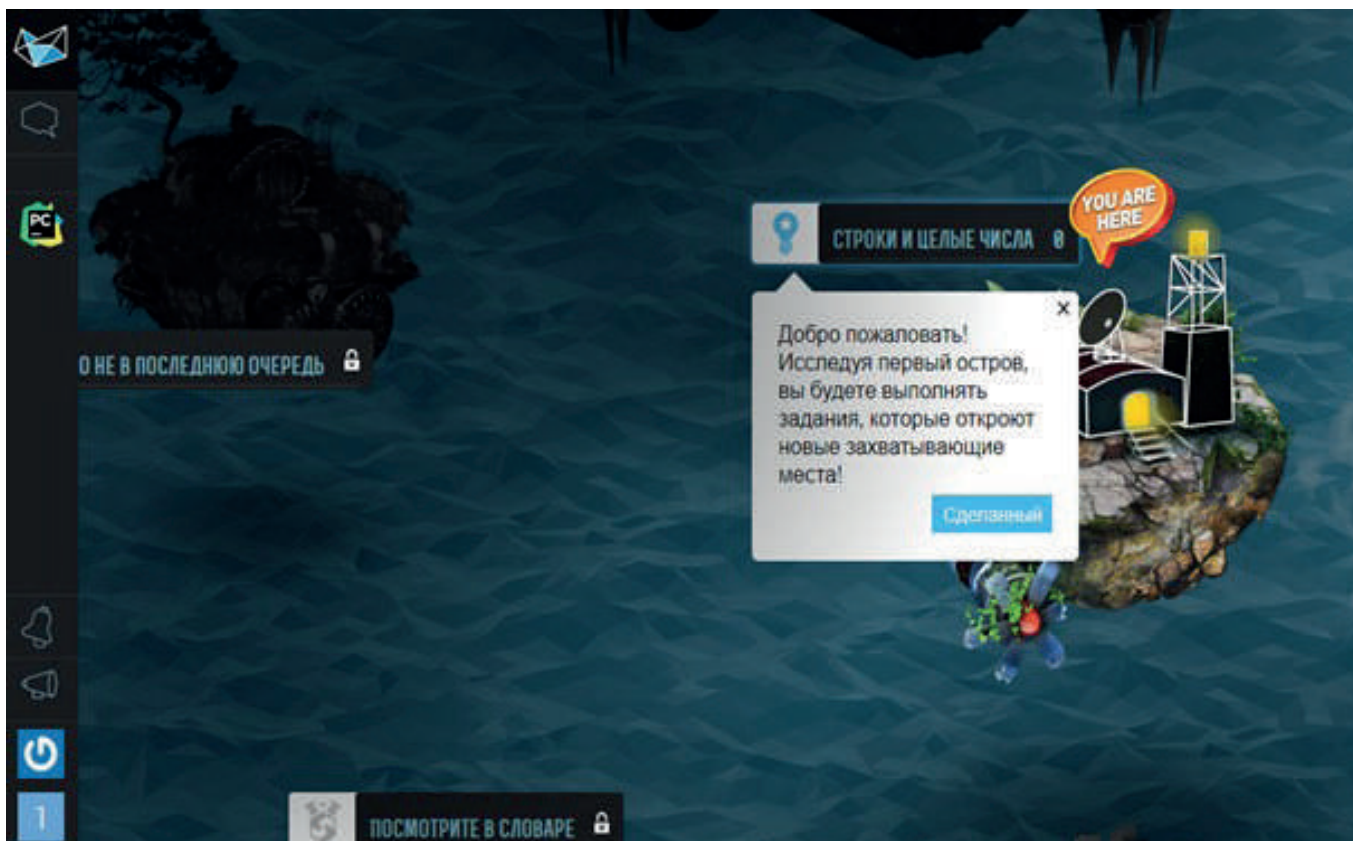 PC
YOU ARE
HERE
СТРОКИ И ЦЕЛЫЕ ЧИСЛА 0
Добро пожаловать!
Исследуя первый остров,
вы будете выполнять
задания, которые откроют
новые захватывающие
места!
Сделанный
О НЕ В ПОСЛЕДНЮЮ ОЧЕРЕДЬ
1
ПОСМОТРИТЕ В СЛОВАРЕ